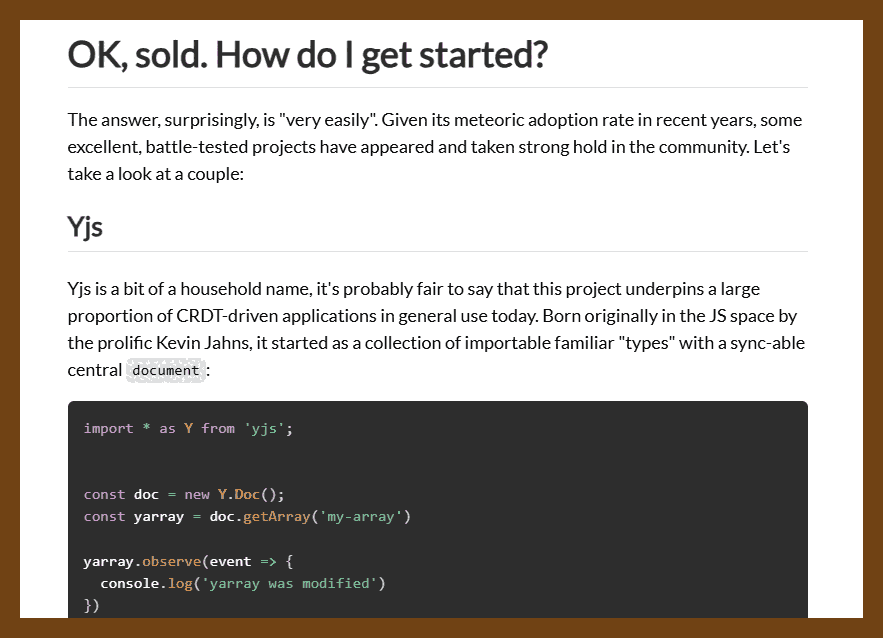 OK, sold. How do I get started?
The answer, surprisingly, is "very easily". Given its meteoric adoption rate in recent years, some
excellent, battle-tested projects have appeared and taken strong hold in the community. Let's
take a look at a couple:
Yjs
Yjs is a bit of a household name, it's probably fair to say that this project underpins a large
proportion of CRDT-driven applications in general use today. Born originally in the JS space by
the prolific Kevin Jahns, it started as a collection of importable familiar "types" with a sync-able
central document:
import * as Y from 'yjs';
const doc = new Y.Doc();
const yarray = doc.getArray('my-array')
yarray.observe(event => {
  console.log('yarray was modified')
})